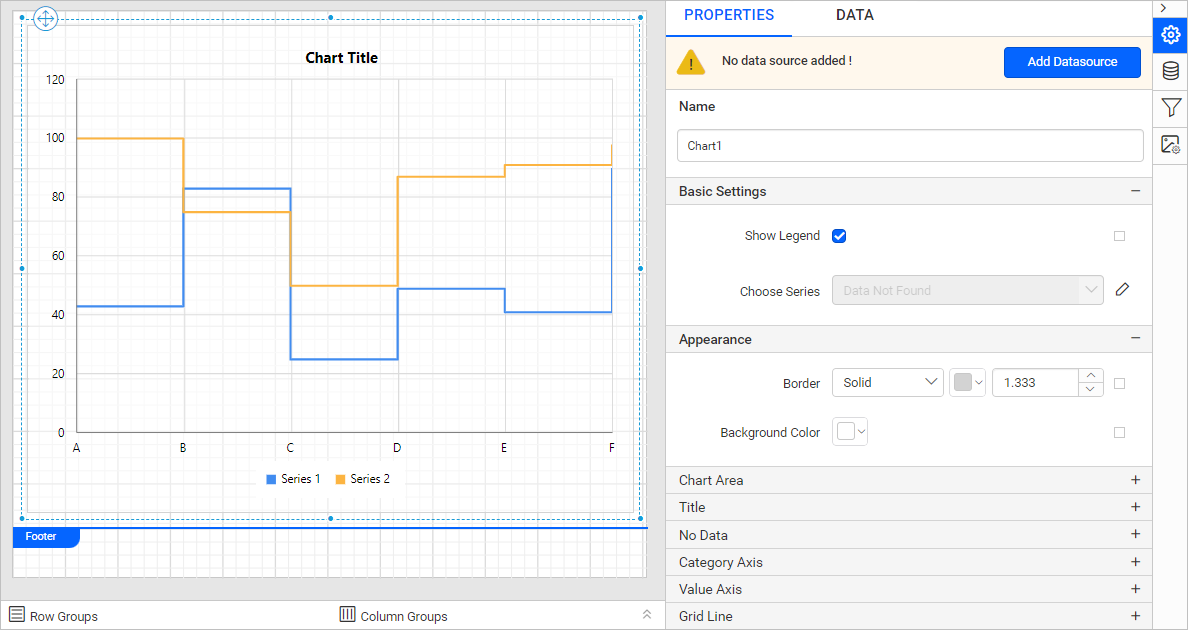 Chart Title
120
100
80
60
40
20
0
A B C D E F
Series 1 Series 2
Footer
Row Groups Column Groups
PROPERTIES DATA
! No data source added ! Add Datasource
Name
Chart1
Basic Settings
Show Legend
Choose Series Data Not Found
Appearance
Border Solid 1.333
Background Color
Chart Area
Title
No Data
Category Axis
Value Axis
Grid Line